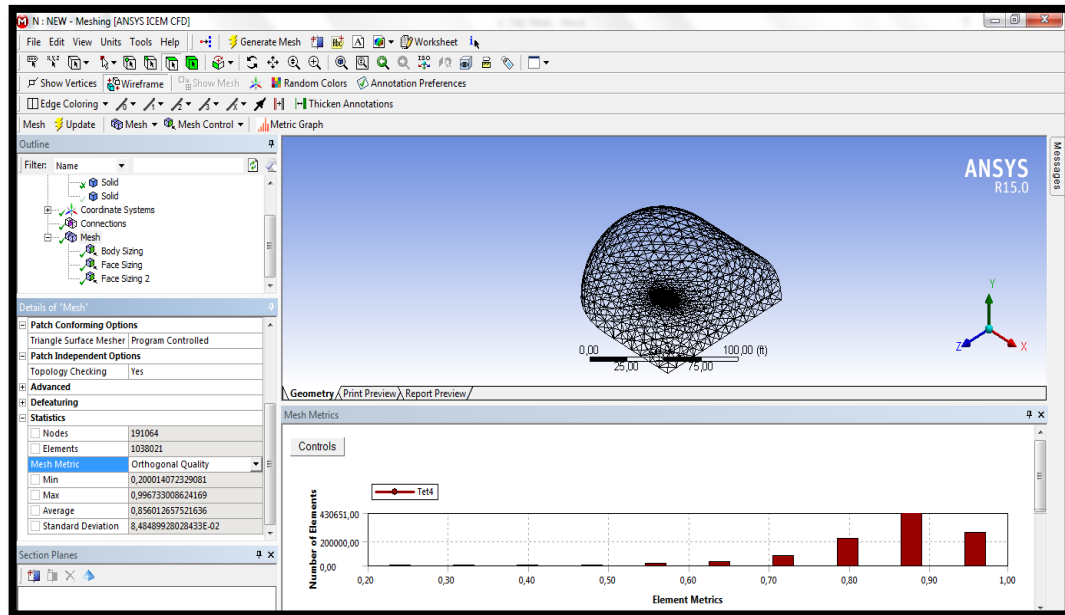 N : NEW - Meshing [ANSYS ICEM CFD]
File Edit View Units Tools Help Generate Mesh A Worksheet
ISO
Show Vertices Wireframe Show Mesh Random Colors Annotation Preferences
Edge Coloring Thicken Annotations
Mesh Update Mesh Mesh Control Metric Graph
Outline
Filter: Name
Solid
Solid
Coordinate Systems
Connections
Mesh
Body Sizing
Face Sizing
Face Sizing 2
Details of "Mesh"
Patch Conforming Options
Triangle Surface Mesher Program Controlled
Patch Independent Options
Topology Checking Yes
Advanced
Defeaturing
Statistics
Nodes 191064
Elements 1038021
Mesh Metric Orthogonal Quality
Min 0,200014072329081
Max 0,996733008624169
Average 0,856012657521636
Standard Deviation 8,48489928028433E-02
Section Planes
ANSYS
R15.0
Messages
Y
Z X
0,00 100,00 (ft)
25,00 75,00
Geometry Print Preview Report Preview
Mesh Metrics
Controls
Tet4
Number of Elements
430651,00
200000,00
0,00
0,20 0,30 0,40 0,50 0,60 0,70 0,80 0,90 1,00
Element Metrics